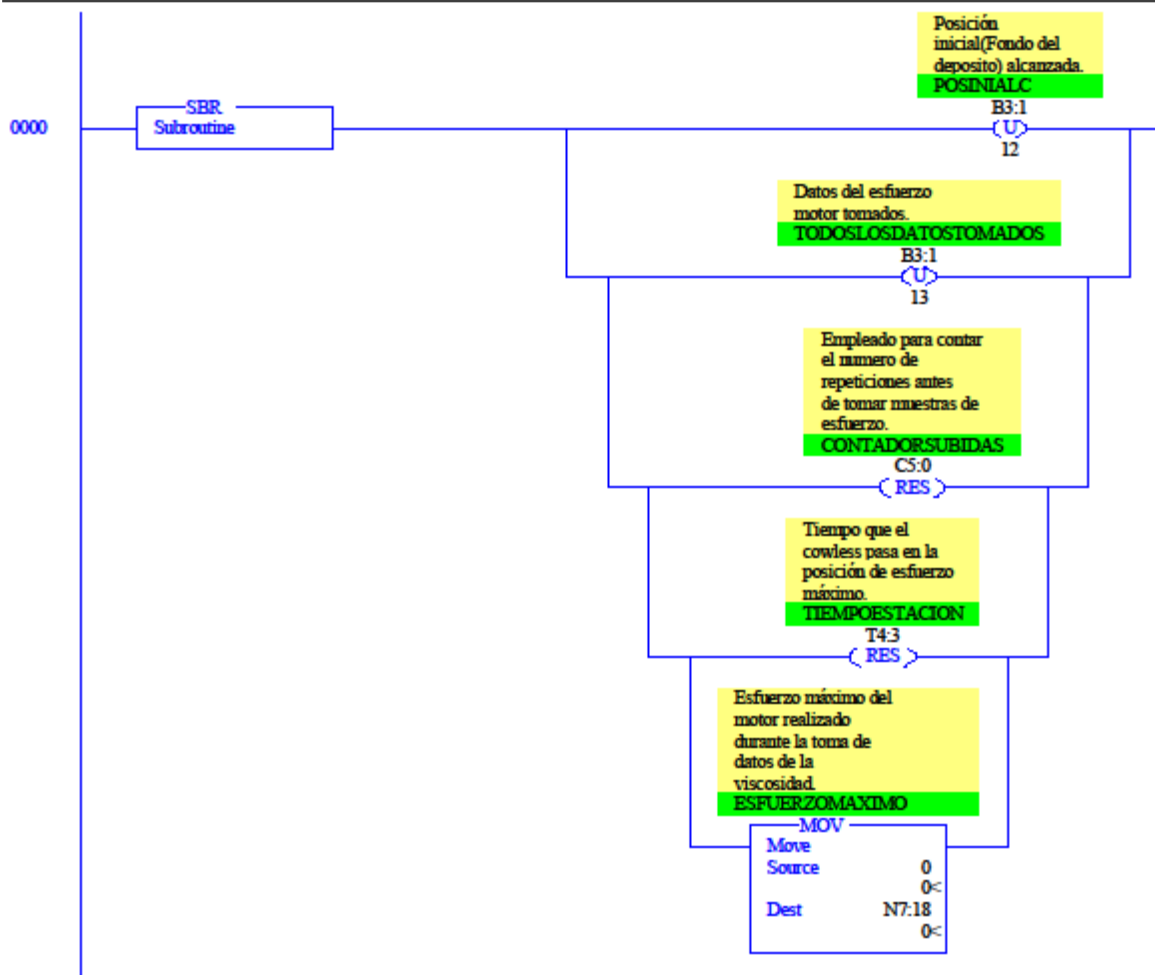 Posición
inicial(Fondo del
deposito) alcanzada.
POSINIALC
B3:1
0000
SBR
Subroutine
U
12
Datos del esfuerzo
motor tomados.
TODOSLOSDATOSTOMADOS
B3:1
U
13
Empleado para contar
el numero de
repeticiones antes
de tomar muestras de
esfuerzo.
CONTADORSUBIDAS
C5:0
RES
Tiempo que el
cowless pasa en la
posición de esfuerzo
máximo.
TIEMPOESTACION
T4:3
RES
Esfuerzo máximo del
motor realizado
durante la toma de
datos de la
viscosidad.
ESFUERZOMAXIMO
MOV
Move
Source 0
0<
Dest N7:18
0<